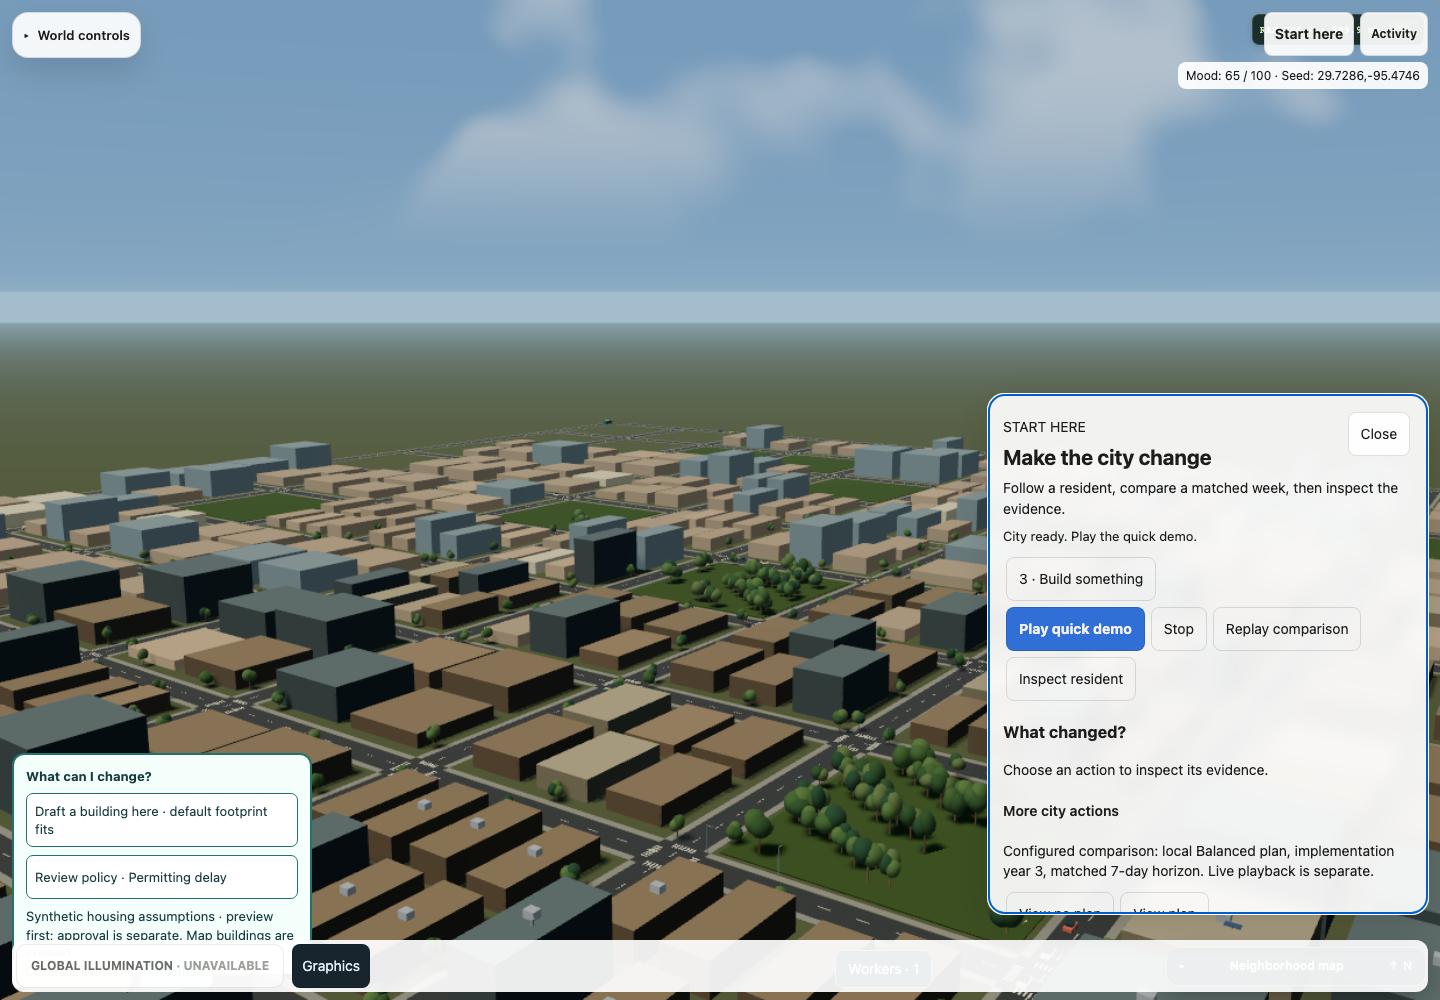 World controls
Start here
Activity
Mood: 65 / 100 · Seed: 29.7286,-95.4746
START HERE
Close
Make the city change
Follow a resident, compare a matched week, then inspect the
evidence.
City ready. Play the quick demo.
3 · Build something
Play quick demo
Stop
Replay comparison
Inspect resident
What changed?
Choose an action to inspect its evidence.
More city actions
Configured comparison: local Balanced plan, implementation
year 3, matched 7-day horizon. Live playback is separate.
View no plan
View plan
What can I change?
Draft a building here · default footprint
fits
Review policy · Permitting delay
Synthetic housing assumptions · preview
first: approval is separate. Map buildings are
GLOBAL ILLUMINATION · UNAVAILABLE
Graphics
Workers · 1
Neighborhood map
↑ N